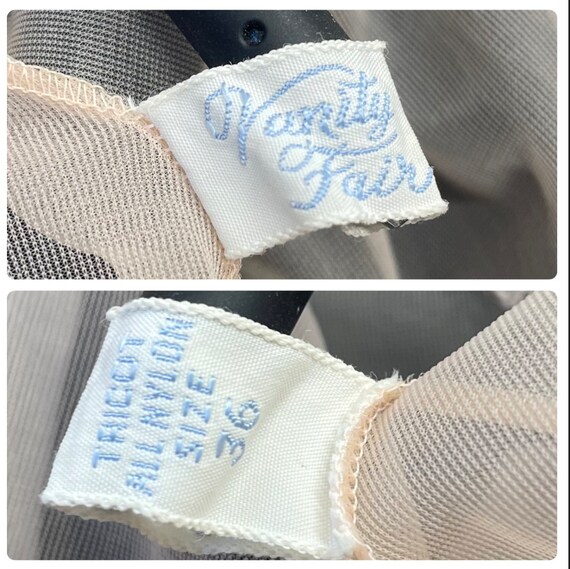 Vanity
Fair
TRICOT
ALL NYLON
SIZE
36